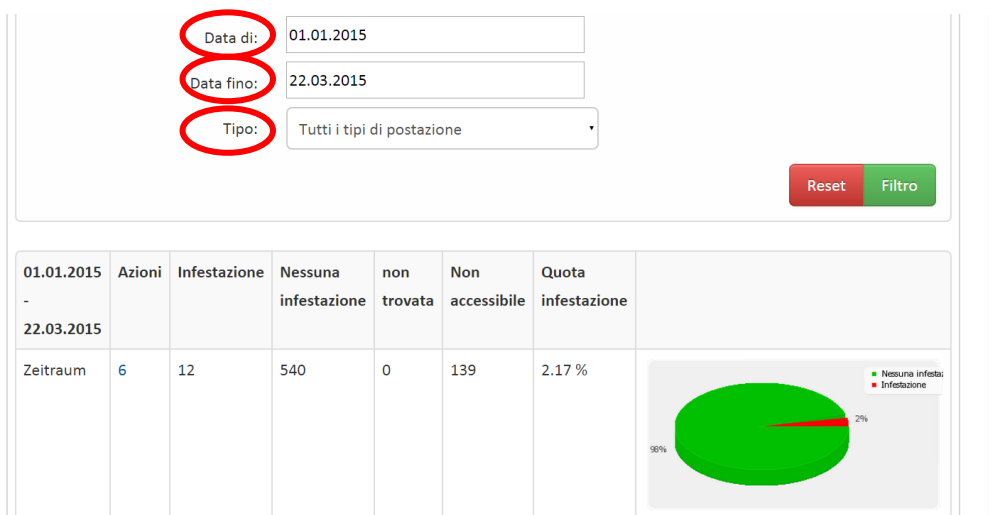 Data di: 01.01.2015
Data fino: 22.03.2015
Tipo: Tutti i tipi di postazione
Reset Filtro
01.01.2015 - 22.03.2015 Azioni Infestazione Nessuna infestazione non trovata Non accessibile Quota infestazione
Zeitraum 6 12 540 0 139 2.17 %
Nessuna infesta
Infestazione
2%
98%